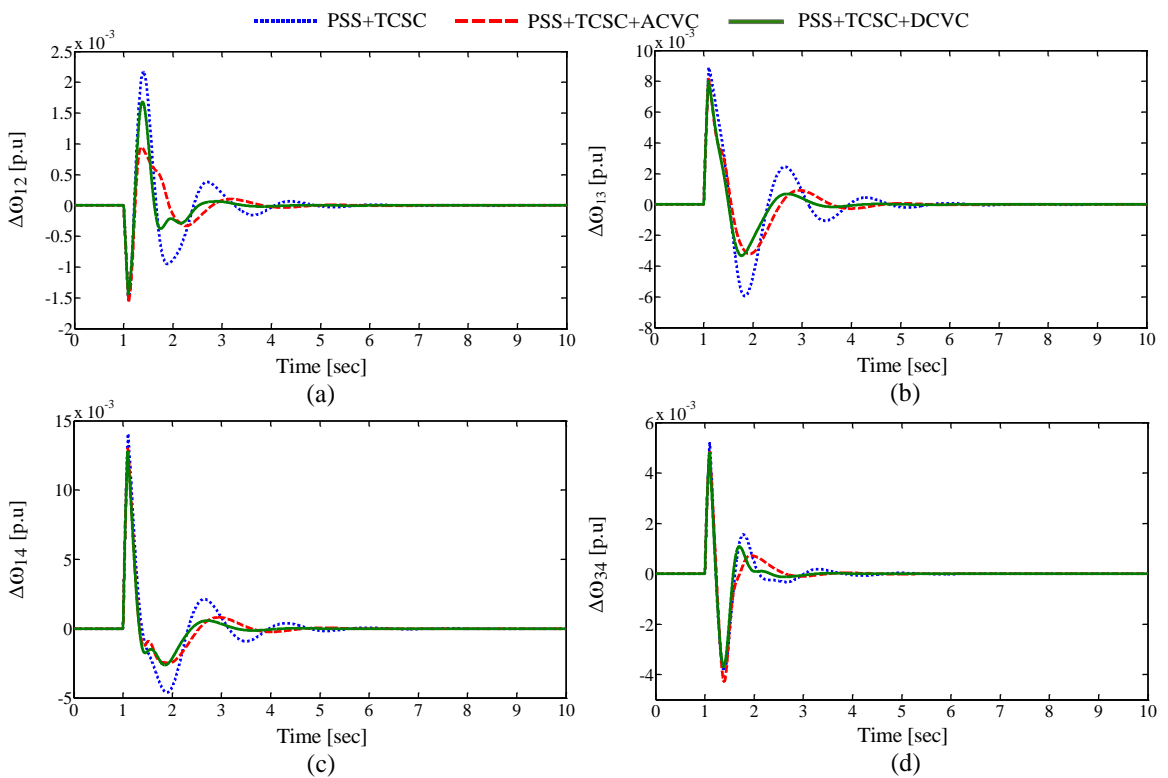 PSS+TCSC PSS+TCSC+ACVC PSS+TCSC+DCVC
x 10-3
2.5
2
1.5
1
0.5
0
-0.5
-1
-1.5
-2
Δω12 [p.u]
0 1 2 3 4 5 6 7 8 9 10
Time [sec]
(a)
x 10-3
10
8
6
4
2
0
-2
-4
-6
-8
Δω13 [p.u]
0 1 2 3 4 5 6 7 8 9 10
Time [sec]
(b)
x 10-3
15
10
5
0
-5
Δω14 [p.u]
0 1 2 3 4 5 6 7 8 9 10
Time [sec]
(c)
x 10-3
6
4
2
0
-2
-4
Δω34 [p.u]
0 1 2 3 4 5 6 7 8 9 10
Time [sec]
(d)